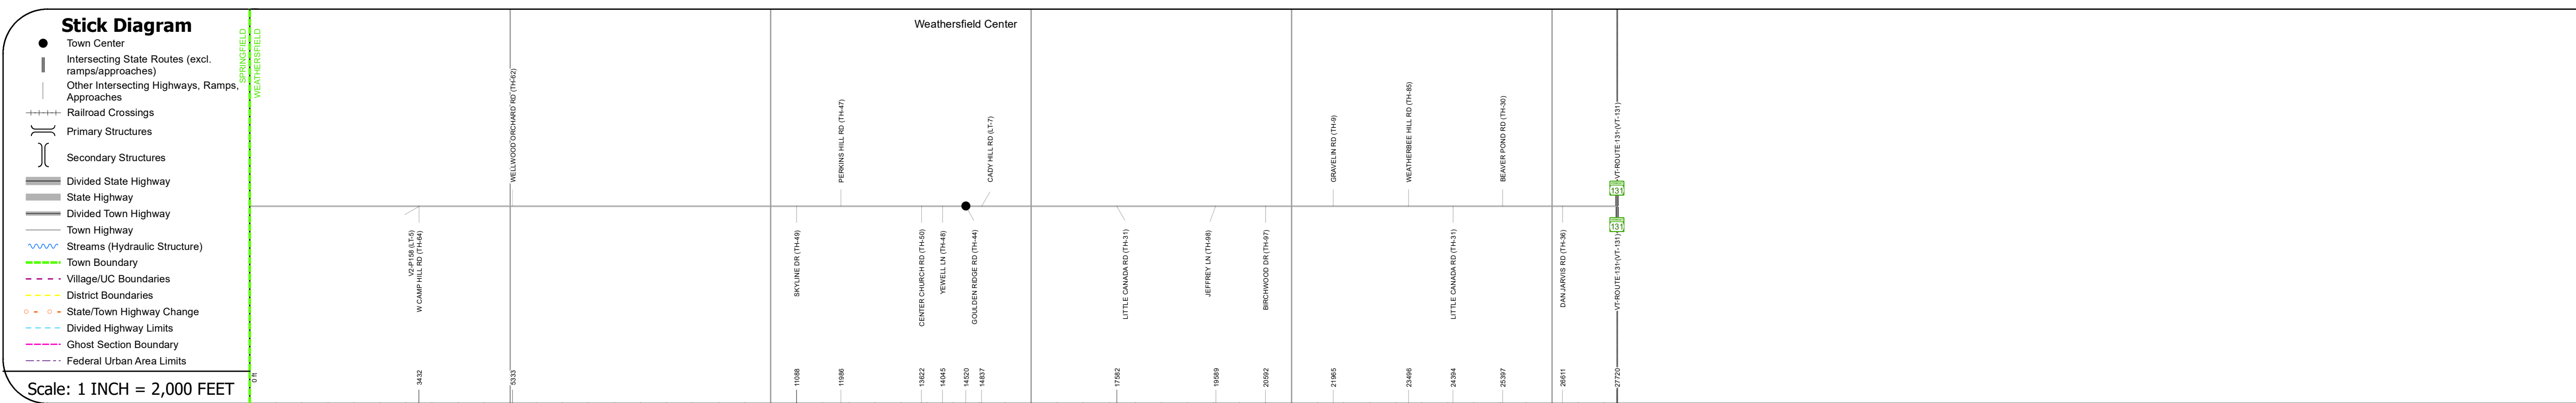 Stick Diagram
Town Center
Intersecting State Routes (excl.
ramps/approaches)
Other Intersecting Highways, Ramps,
Approaches
Railroad Crossings
Primary Structures
Secondary Structures
Divided State Highway
State Highway
Divided Town Highway
Town Highway
Streams (Hydraulic Structure)
Town Boundary
Village/UC Boundaries
District Boundaries
State/Town Highway Change
Divided Highway Limits
Ghost Section Boundary
Federal Urban Area Limits
Scale: 1 INCH = 2,000 FEET
SPRINGFIELD
WEATHERSFIELD
Weathersfield Center
WELLWOOD ORCHARD RD (TH-62)
PERKINS HILL RD (TH-47)
CADY HILL RD (LT-7)
GRAVELIN RD (TH-9)
WEATHERBEE HILL RD (TH-85)
BEAVER POND RD (TH-30)
VT-ROUTE-131 (VT-131)
131
131
V2-P158 (LT-5)
W CAMP HILL RD (TH-64)
SKYLINE DR (TH-49)
CENTER CHURCH RD (TH-50)
YEWELL LN (TH-48)
GOULDEN RIDGE RD (TH-44)
LITTLE CANADA RD (TH-31)
JEFFREY LN (TH-98)
BIRCHWOOD DR (TH-97)
LITTLE CANADA RD (TH-31)
DAN JARVIS RD (TH-36)
VT-ROUTE-131 (VT-131)
0 ft
3432
5333
11088
11986
13622
14045
14520
14837
17582
19589
20592
21965
23496
24394
25397
26611
27720